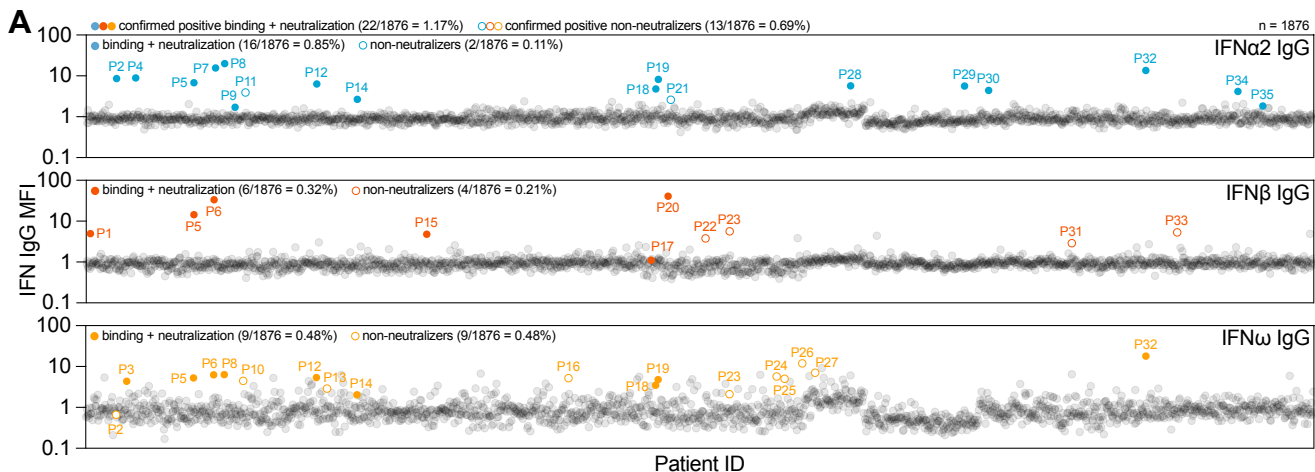 A
confirmed positive binding + neutralization (22/1876 = 1.17%) confirmed positive non-neutralizers (13/1876 = 0.69%) n = 1876
IFN IgG MFI
100
10
1
0.1
binding + neutralization (16/1876 = 0.85%) non-neutralizers (2/1876 = 0.11%) IFNα2 IgG
P2 P4 P5 P7 P8 P9 P11 P12 P14 P18 P19 P21 P28 P29 P30 P32 P34 P35
100
10
1
0.1
binding + neutralization (6/1876 = 0.32%) non-neutralizers (4/1876 = 0.21%) IFNβ IgG
P1 P5 P6 P15 P17 P20 P22 P23 P31 P33
100
10
1
0.1
binding + neutralization (9/1876 = 0.48%) non-neutralizers (9/1876 = 0.48%) IFNω IgG
P2 P3 P5 P6 P8 P10 P12 P13 P14 P16 P18 P19 P23 P24 P25 P26 P27 P32
Patient ID